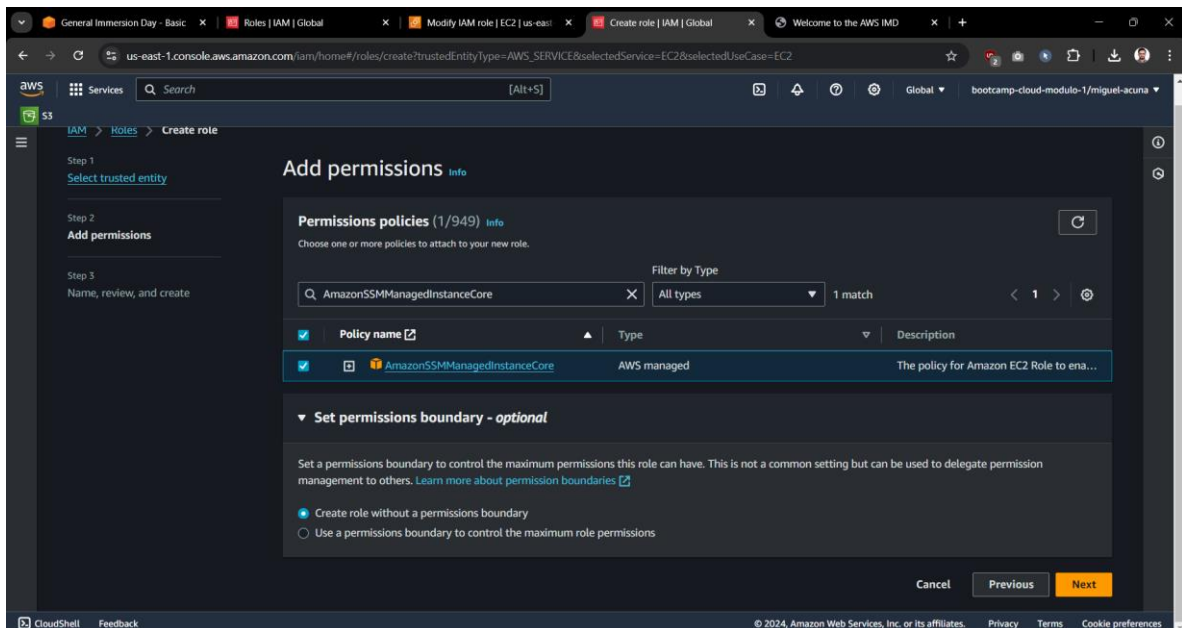 General Immersion Day - Basic
Roles | IAM | Global
Modify IAM role | EC2 | us-east
Create role | IAM | Global
Welcome to the AWS IMD
us-east-1.console.aws.amazon.com/iam/home#/roles/create?trustedEntityType=AWS_SERVICE&selectedService=EC2&selectedUseCase=EC2
aws
Services
Search
[Alt+S]
Global
bootcamp-cloud-modulo-1/miguel-acuna
S3
IAM > Roles > Create role
Step 1
Select trusted entity
Step 2
Add permissions
Step 3
Name, review, and create
Add permissions Info
Permissions policies (1/949) Info
Choose one or more policies to attach to your new role.
Filter by Type
AmazonSSMManagedInstanceCore
All types
1 match
1
Policy name
Type
Description
AmazonSSMManagedInstanceCore
AWS managed
The policy for Amazon EC2 Role to ena...
Set permissions boundary - optional
Set a permissions boundary to control the maximum permissions this role can have. This is not a common setting but can be used to delegate permission
management to others. Learn more about permission boundaries
Create role without a permissions boundary
Use a permissions boundary to control the maximum role permissions
Cancel
Previous
Next
CloudShell
Feedback
© 2024, Amazon Web Services, Inc. or its affiliates.
Privacy
Terms
Cookie preferences